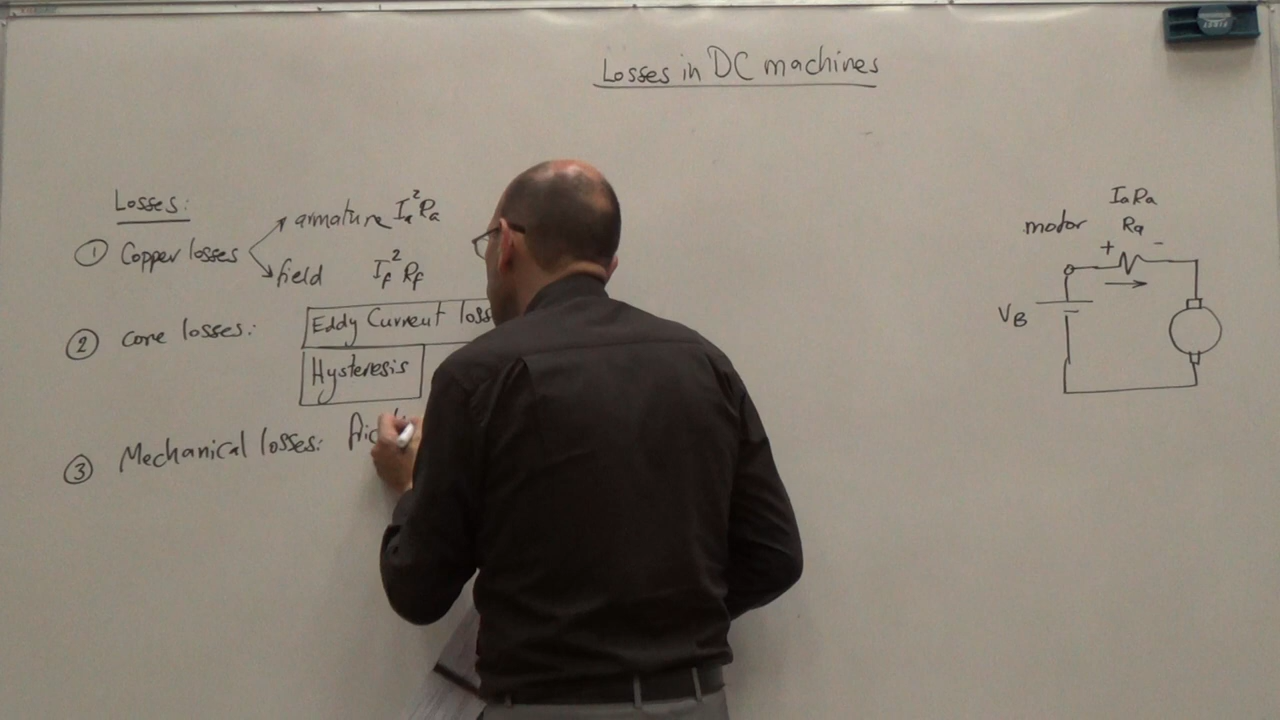 Losses in DC machines
Losses:
① Copper losses
armature Ia²Ra
field If²Rf
② core losses:
Eddy Current loss
Hysteresis
③ Mechanical losses:
IaRa
motor Ra
+ -
VB